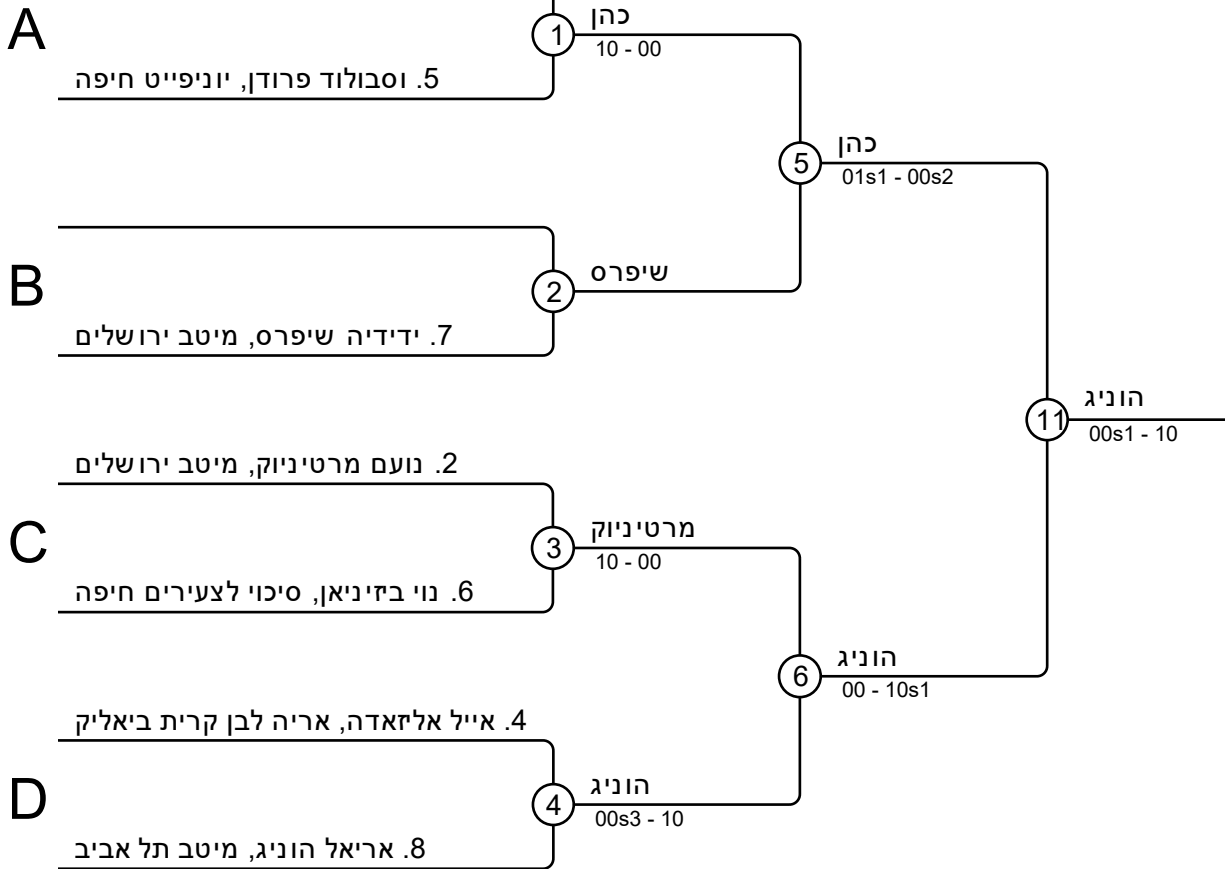 A
1
כהן
10 - 00
5. וסבולוד פרודן, יוניפייט חיפה
5
כהן
01s1 - 00s2
B
2
שיפרס
7. ידידיה שיפרס, מיטב ירושלים
11
הוניג
00s1 - 10
2. נועם מרטיניוק, מיטב ירושלים
C
3
מרטיניוק
10 - 00
6. נוי ביזיניאן, סיכוי לצעירים חיפה
6
הוניג
00 - 10s1
4. אייל אליזאדה, אריה לבן קרית ביאליק
D
4
הוניג
00s3 - 10
8. אריאל הוניג, מיטב תל אביב